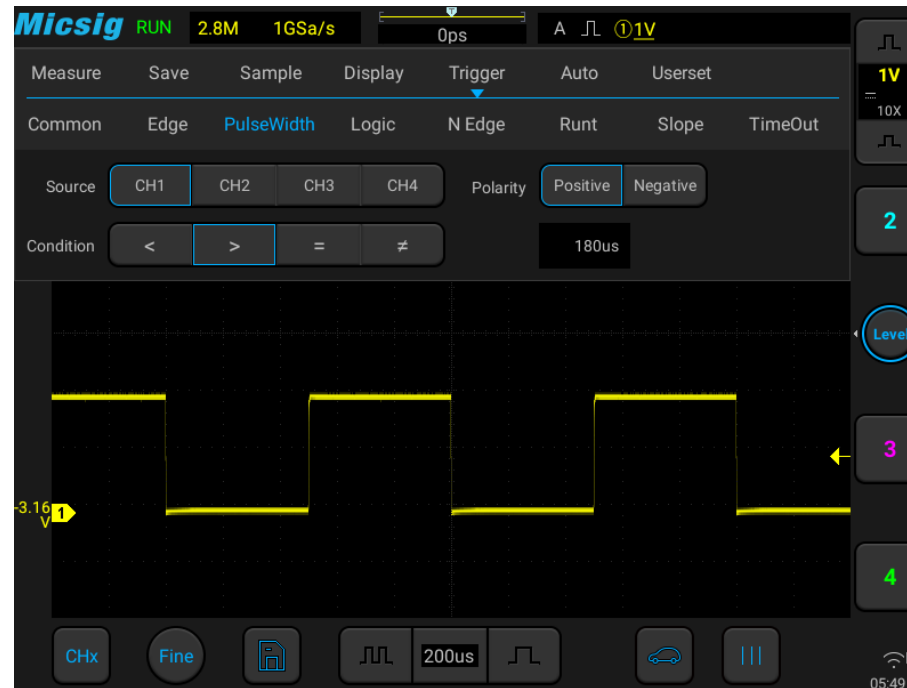 Micsig RUN 2.8M 1GSa/s T 0ps A ①1V
Measure Save Sample Display Trigger Auto Userset
1V
10X
Common Edge PulseWidth Logic N Edge Runt Slope TimeOut
Source CH1 CH2 CH3 CH4 Polarity Positive Negative
2
Condition < > = ≠ 180us
Level
3
-3.16
V
1
4
CHx Fine 200us
05:49